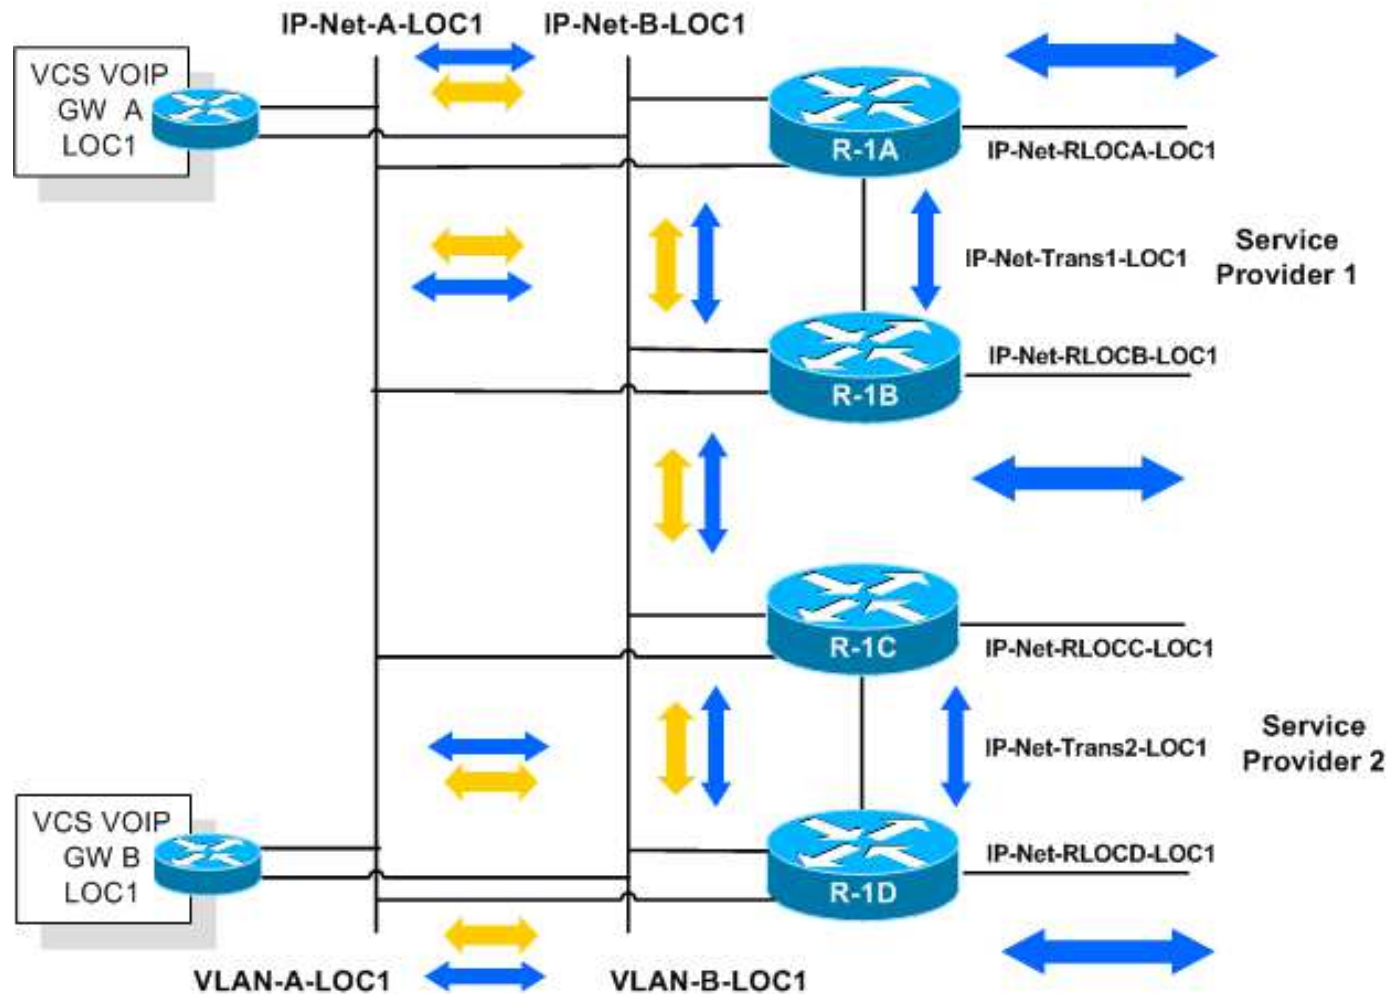 IP-Net-A-LOC1
IP-Net-B-LOC1
VCS VOIP
GW A
LOC1
R-1A
IP-Net-RLOCA-LOC1
IP-Net-Trans1-LOC1
Service
Provider 1
R-1B
IP-Net-RLOCB-LOC1
R-1C
IP-Net-RLOCC-LOC1
IP-Net-Trans2-LOC1
Service
Provider 2
VCS VOIP
GW B
LOC1
R-1D
IP-Net-RLOCD-LOC1
VLAN-A-LOC1
VLAN-B-LOC1